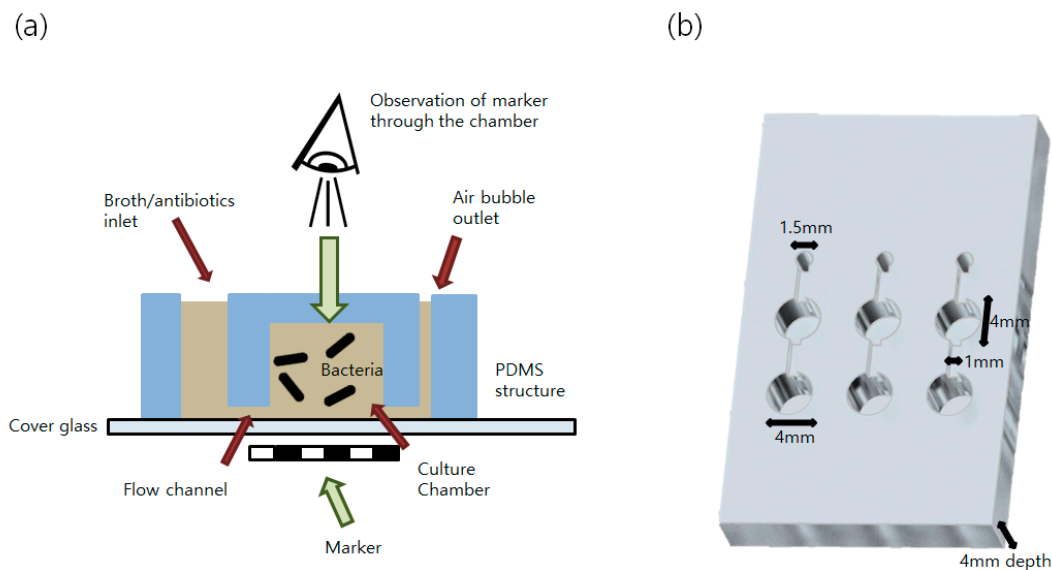 (a)
Observation of marker
through the chamber
Broth/antibiotics
inlet
Air bubble
outlet
Bacteria
PDMS
structure
Cover glass
Flow channel
Culture
Chamber
Marker
(b)
1.5mm
4mm
1mm
4mm
4mm depth